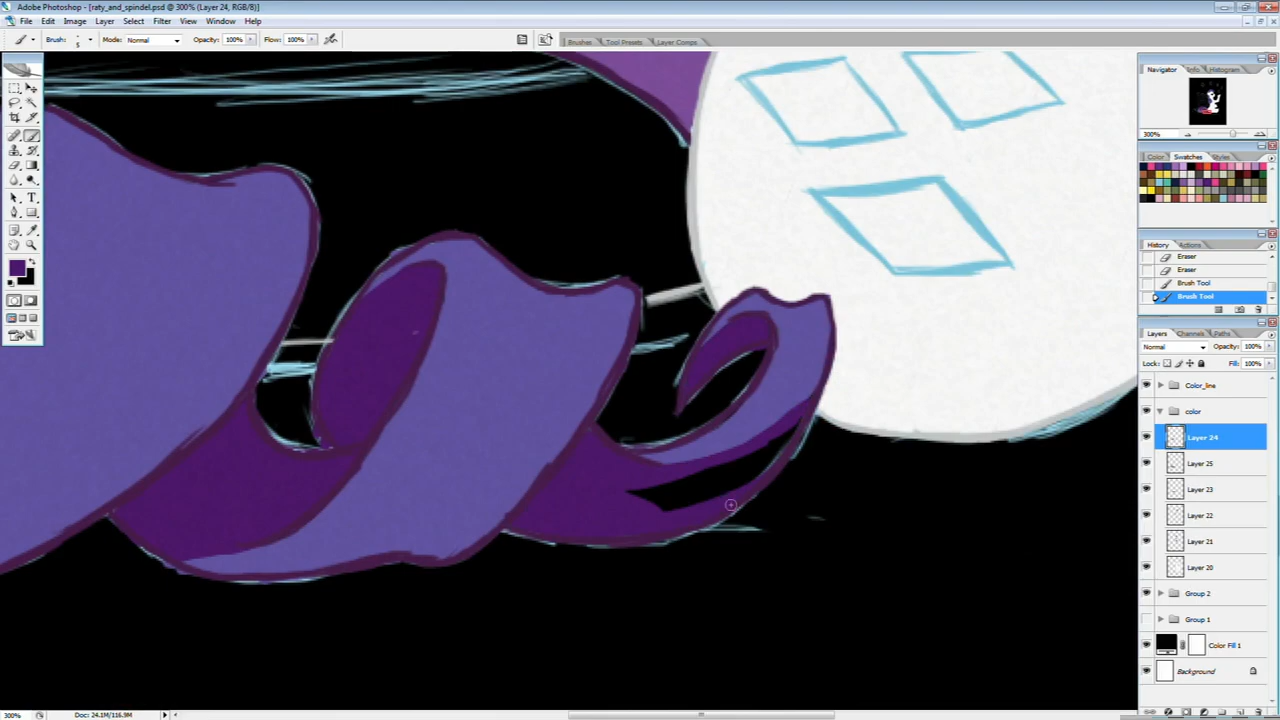 Adobe Photoshop - [raty_and_spindel.psd @ 300% (Layer 24, RGB/8)]
File Edit Image Layer Select Filter View Window Help
Brush: 5 Mode: Normal Opacity: 100% Flow: 100% Brushes Tool Presets Layer Comps
Navigator Info Histogram
300%
Color Swatches Styles
History Actions
Eraser
Eraser
Brush Tool
Brush Tool
Layers Channels Paths
Normal Opacity: 100%
Lock: Fill: 100%
Color_line
color
Layer 24
Layer 25
Layer 23
Layer 22
Layer 21
Layer 20
Group 2
Group 1
Color Fill 1
Background
300% Doc: 24.1M/116.9M